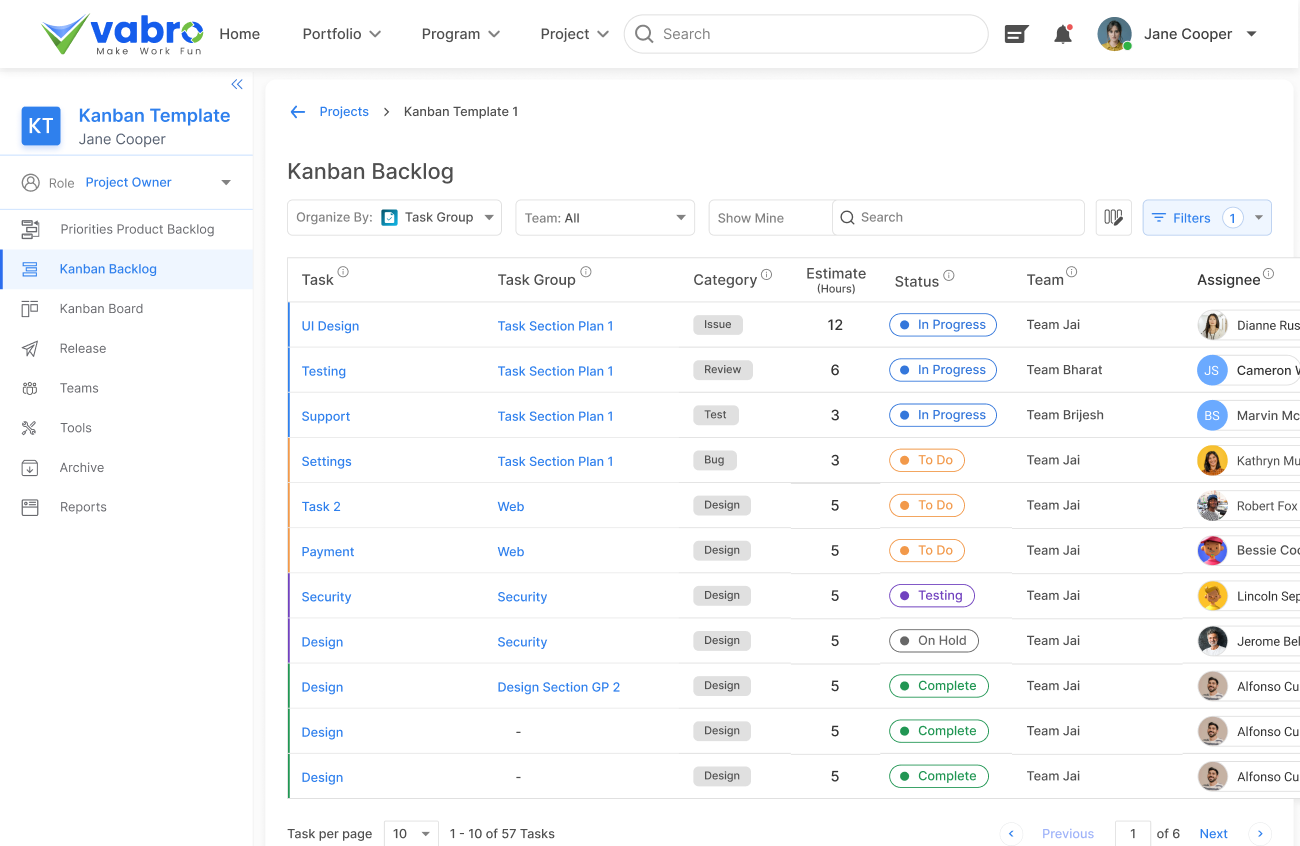 vabro
Make Work Fun
Home
Portfolio
Program
Project
Search
Jane Cooper
KT
Kanban Template
Jane Cooper
Role
Project Owner
Priorities Product Backlog
Kanban Backlog
Kanban Board
Release
Teams
Tools
Archive
Reports
Projects > Kanban Template 1
Kanban Backlog
Organize By: Task Group
Team: All
Show Mine
Search
Filters 1
Task Task Group Category Estimate (Hours) Status Team Assignee
UI Design Task Section Plan 1 Issue 12 In Progress Team Jai Dianne Rus
Testing Task Section Plan 1 Review 6 In Progress Team Bharat JS Cameron W
Support Task Section Plan 1 Test 3 In Progress Team Brijesh BS Marvin Mc
Settings Task Section Plan 1 Bug 3 To Do Team Jai Kathryn Mu
Task 2 Web Design 5 To Do Team Jai Robert Fox
Payment Web Design 5 To Do Team Jai Bessie Coo
Security Security Design 5 Testing Team Jai Lincoln Sep
Design Security Design 5 On Hold Team Jai Jerome Bel
Design Design Section GP 2 Design 5 Complete Team Jai Alfonso Cu
Design - Design 5 Complete Team Jai Alfonso Cu
Design - Design 5 Complete Team Jai Alfonso Cu
Task per page 10 1 - 10 of 57 Tasks
Previous 1 of 6 Next